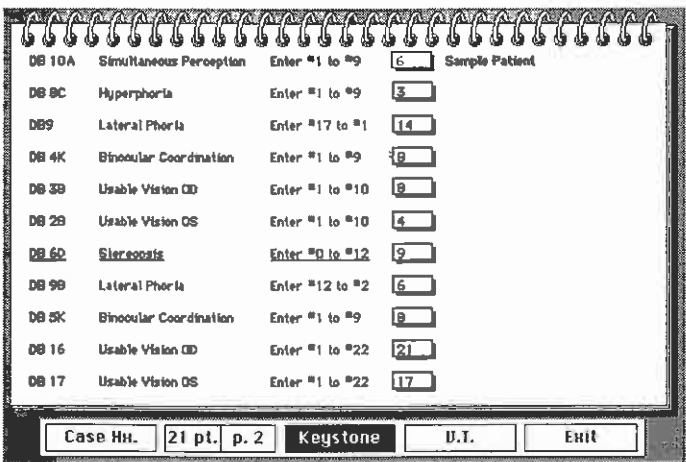 DB 10A Simultaneous Perception Enter #1 to #9 6 Sample Patient
DB 8C Hyperphoria Enter #1 to #9 3
DB9 Lateral Phoria Enter #17 to #1 14
DB 4K Binocular Coordination Enter #1 to #9 8
DB 3B Usable Vision OD Enter #1 to #10 8
DB 2B Usable Vision OS Enter #1 to #10 4
DB 6D Stereopsis Enter #0 to #12 9
DB 9B Lateral Phoria Enter #12 to #2 6
DB 5K Binocular Coordination Enter #1 to #9 8
DB 16 Usable Vision OD Enter #1 to #22 21
DB 17 Usable Vision OS Enter #1 to #22 17
Case Hx. 21 pt. p. 2 Keystone V.T. Exit